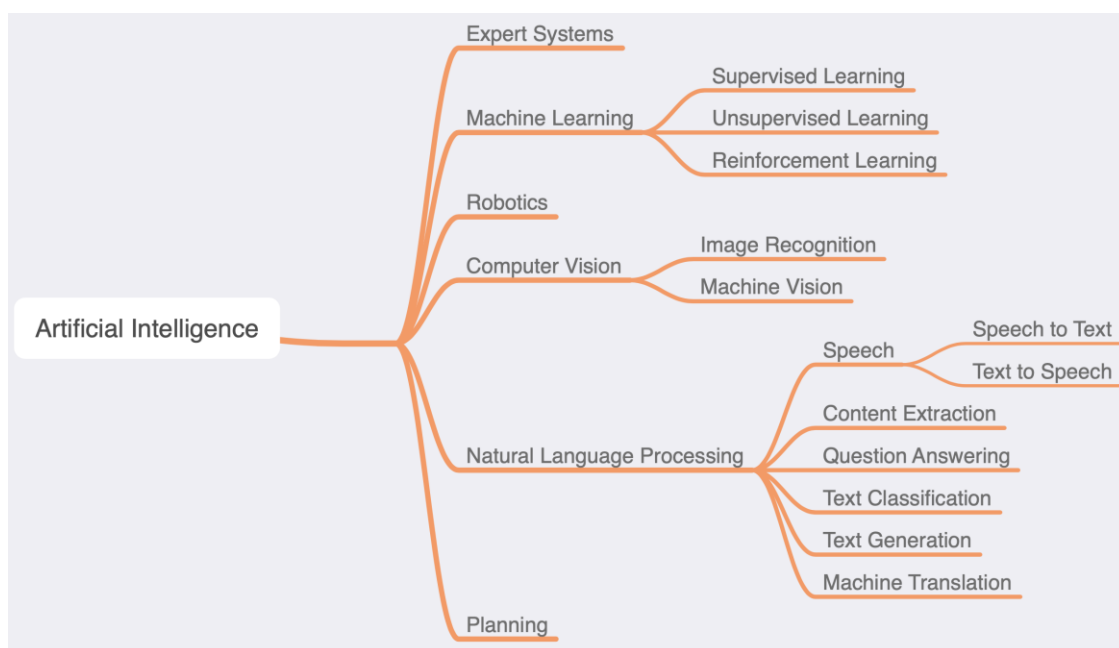 Expert Systems
Supervised Learning
Machine Learning
Unsupervised Learning
Reinforcement Learning
Robotics
Image Recognition
Computer Vision
Machine Vision
Artificial Intelligence
Speech to Text
Speech
Text to Speech
Content Extraction
Natural Language Processing
Question Answering
Text Classification
Text Generation
Machine Translation
Planning